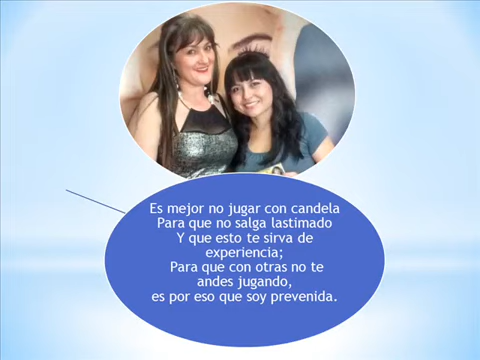 Es mejor no jugar con candela
Para que no salga lastimado
Y que esto te sirva de
experiencia;
Para que con otras no te
andes jugando,
es por eso que soy prevenida.